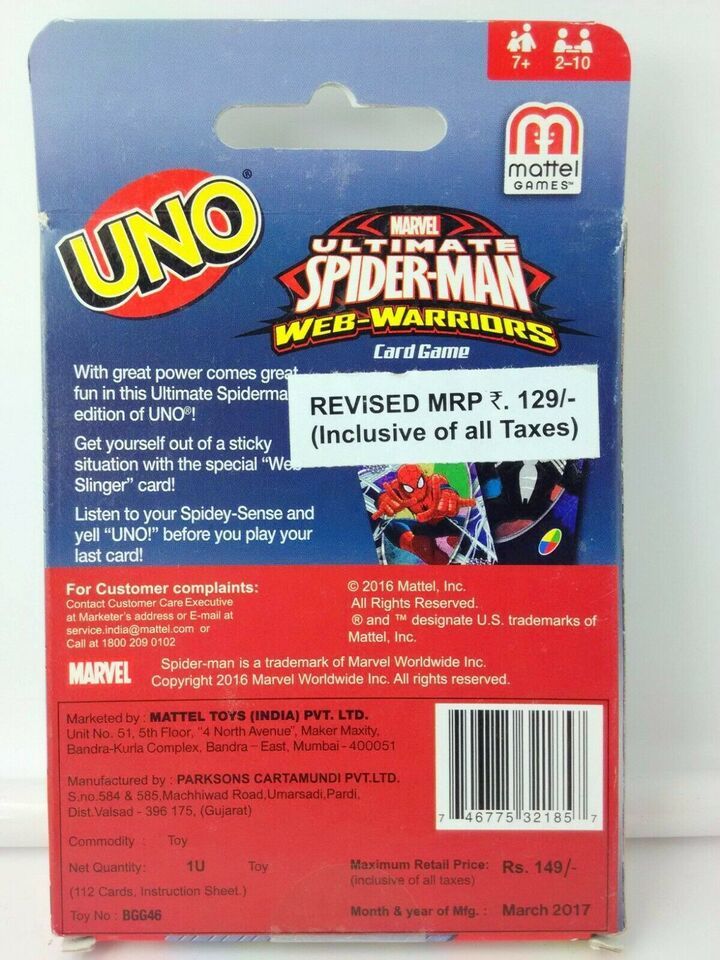 7+ 2–10
mattel
GAMES™
UNO®
MARVEL
ULTIMATE
SPIDER-MAN
WEB-WARRIORS
Card Game
With great power comes great
fun in this Ultimate Spiderma
edition of UNO®!
REViSED MRP ₹. 129/-
(Inclusive of all Taxes)
Get yourself out of a sticky
situation with the special “Web
Slinger” card!
Listen to your Spidey-Sense and
yell “UNO!” before you play your
last card!
For Customer complaints:
Contact Customer Care Executive
at Marketer's address or E-mail at
service.india@mattel.com or
Call at 1800 209 0102
© 2016 Mattel, Inc.
All Rights Reserved.
® and ™ designate U.S. trademarks of
Mattel, Inc.
MARVEL
Spider-man is a trademark of Marvel Worldwide Inc.
Copyright 2016 Marvel Worldwide Inc. All rights reserved.
Marketed by : MATTEL TOYS (INDIA) PVT. LTD.
Unit No. 51, 5th Floor, “4 North Avenue”, Maker Maxity,
Bandra-Kurla Complex, Bandra – East, Mumbai - 400051
Manufactured by : PARKSONS CARTAMUNDI PVT.LTD.
S.no.584 & 585,Machhiwad Road,Umarsadi,Pardi,
Dist.Valsad - 396 175, (Gujarat)
7 46775 32185 7
Commodity : Toy
Net Quantity: 1U Toy
(112 Cards, Instruction Sheet.)
Toy No : BGG46
Maximum Retail Price: Rs. 149/-
(inclusive of all taxes)
Month & year of Mfg. : March 2017